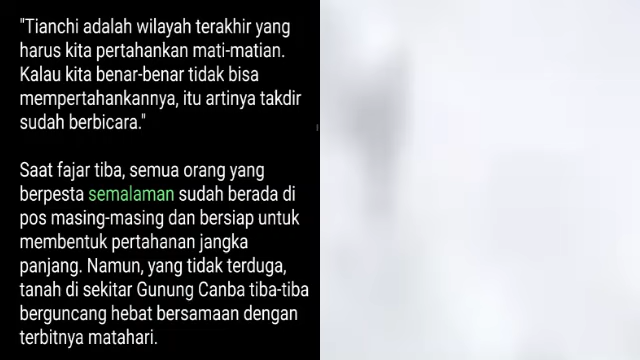 "Tianchi adalah wilayah terakhir yang
harus kita pertahankan mati-matian.
Kalau kita benar-benar tidak bisa
mempertahankannya, itu artinya takdir
sudah berbicara."
Saat fajar tiba, semua orang yang
berpesta semalaman sudah berada di
pos masing-masing dan bersiap untuk
membentuk pertahanan jangka
panjang. Namun, yang tidak terduga,
tanah di sekitar Gunung Canba tiba-tiba
berguncang hebat bersamaan dengan
terbitnya matahari.